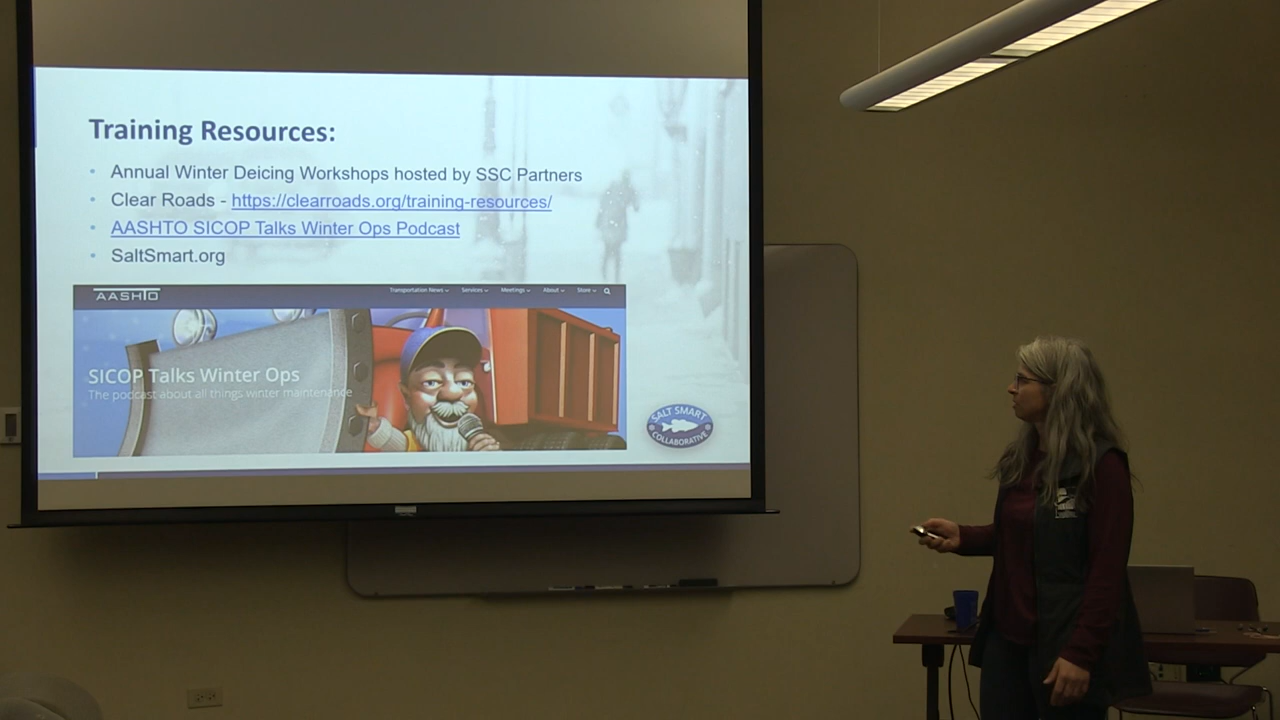 Training Resources:
• Annual Winter Deicing Workshops hosted by SSC Partners
• Clear Roads - https://clearroads.org/training-resources/
• AASHTO SICOP Talks Winter Ops Podcast
• SaltSmart.org
AASHTO
Transportation News Services Meetings About Store
SICOP Talks Winter Ops
The podcast about all things winter maintenance
SALT SMART
COLLABORATIVE